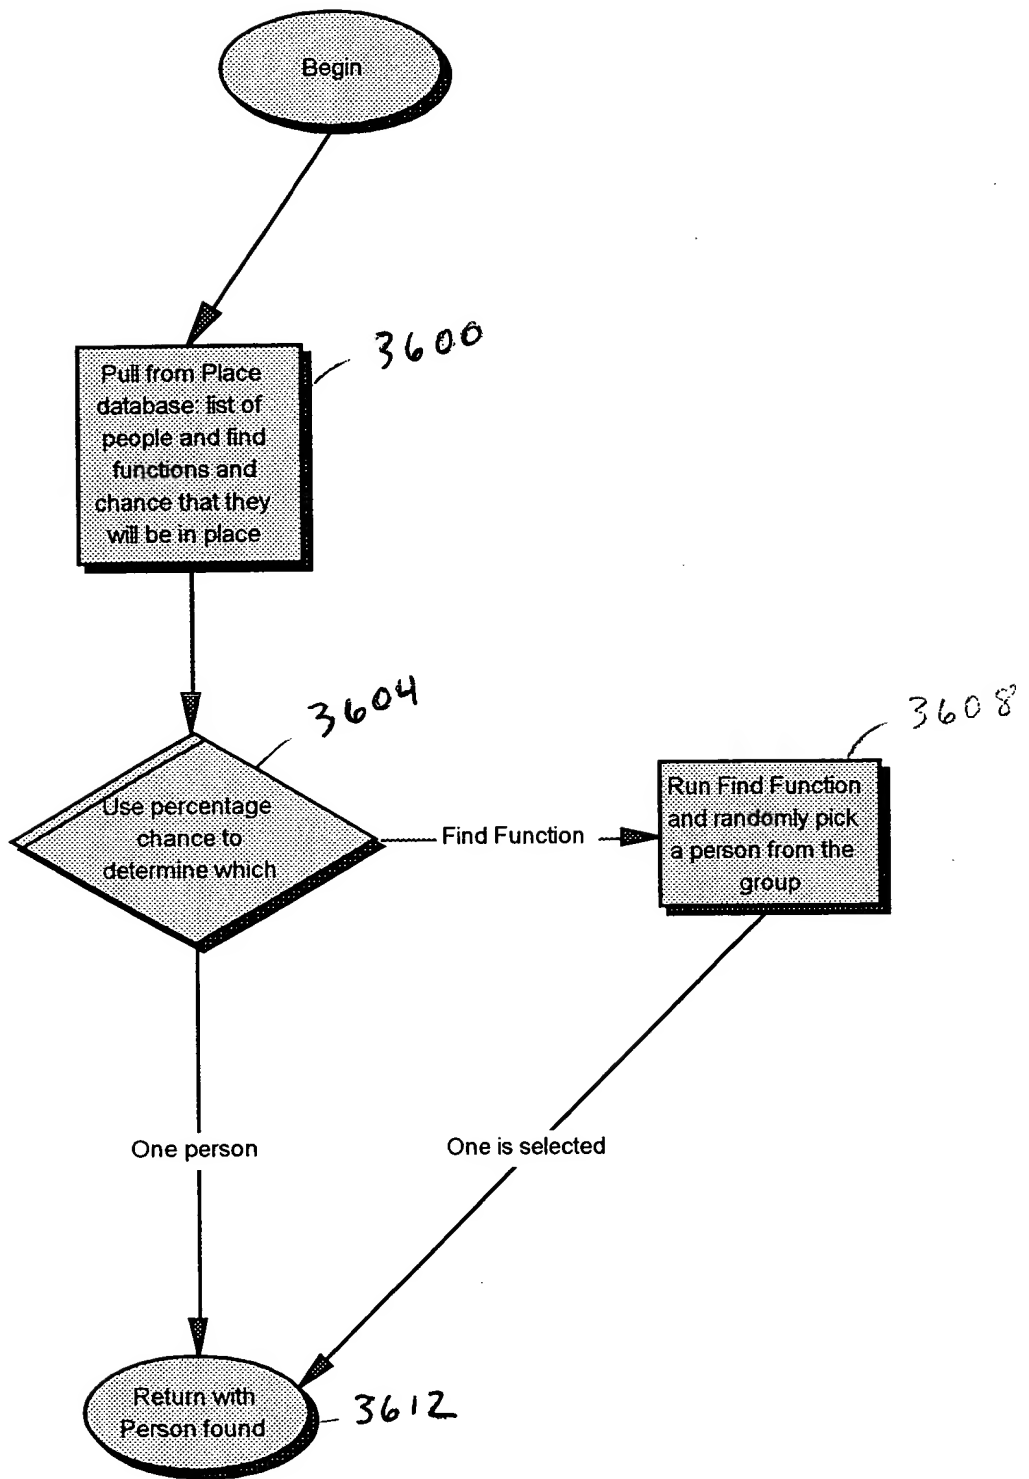 Begin
3600
Pull from Place
database: list of
people and find
functions and
chance that they
will be in place
3604
3608
Use percentage
chance to
determine which
Find Function
Run Find Function
and randomly pick
a person from the
group
One person
One is selected
Return with
Person found
3612